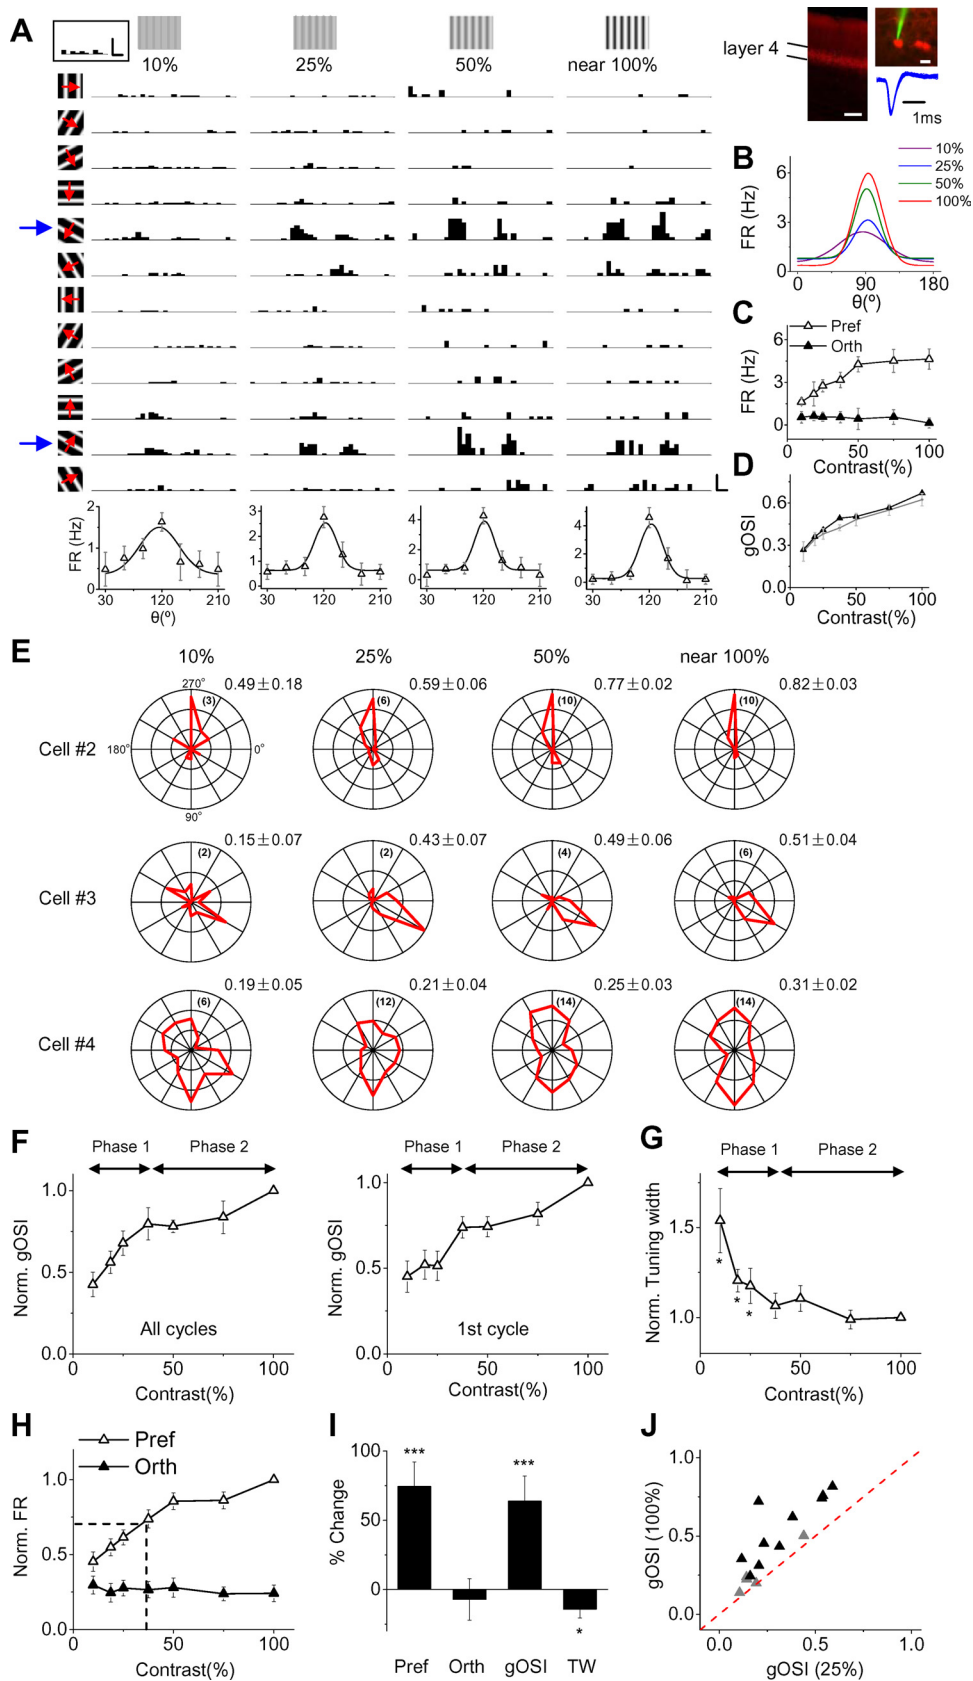 A
10%
25%
50%
near 100%
layer 4
1ms
B
FR (Hz)
6
3
0
10%
25%
50%
100%
0
90
180
θ(º)
C
Pref
Orth
FR (Hz)
6
3
0
0
50
100
Contrast(%)
D
gOSI
0.6
0.3
0.0
0
50
100
Contrast(%)
FR (Hz)
2
1
0
30
120
210
θ(º)
3
2
1
0
30
120
210
4
2
0
30
120
210
4
2
0
30
120
210
E
10%
25%
50%
near 100%
Cell #2
270°
180°
0°
90°
(3)
0.49±0.18
(6)
0.59±0.06
(10)
0.77±0.02
(10)
0.82±0.03
Cell #3
(2)
0.15±0.07
(2)
0.43±0.07
(4)
0.49±0.06
(6)
0.51±0.04
Cell #4
(6)
0.19±0.05
(12)
0.21±0.04
(14)
0.25±0.03
(14)
0.31±0.02
F
Phase 1
Phase 2
Norm. gOSI
1.0
0.5
0.0
All cycles
0
50
100
Contrast(%)
Phase 1
Phase 2
Norm. gOSI
1.0
0.5
0.0
1st cycle
0
50
100
Contrast(%)
G
Phase 1
Phase 2
Norm. Tuning width
1.5
1.0
*
*
*
0
50
100
Contrast(%)
H
Pref
Orth
Norm. FR
1.0
0.5
0.0
0
50
100
Contrast(%)
I
% Change
100
50
0
***
***
*
Pref
Orth
gOSI
TW
J
gOSI (100%)
1.0
0.5
0.0
0.0
0.5
1.0
gOSI (25%)